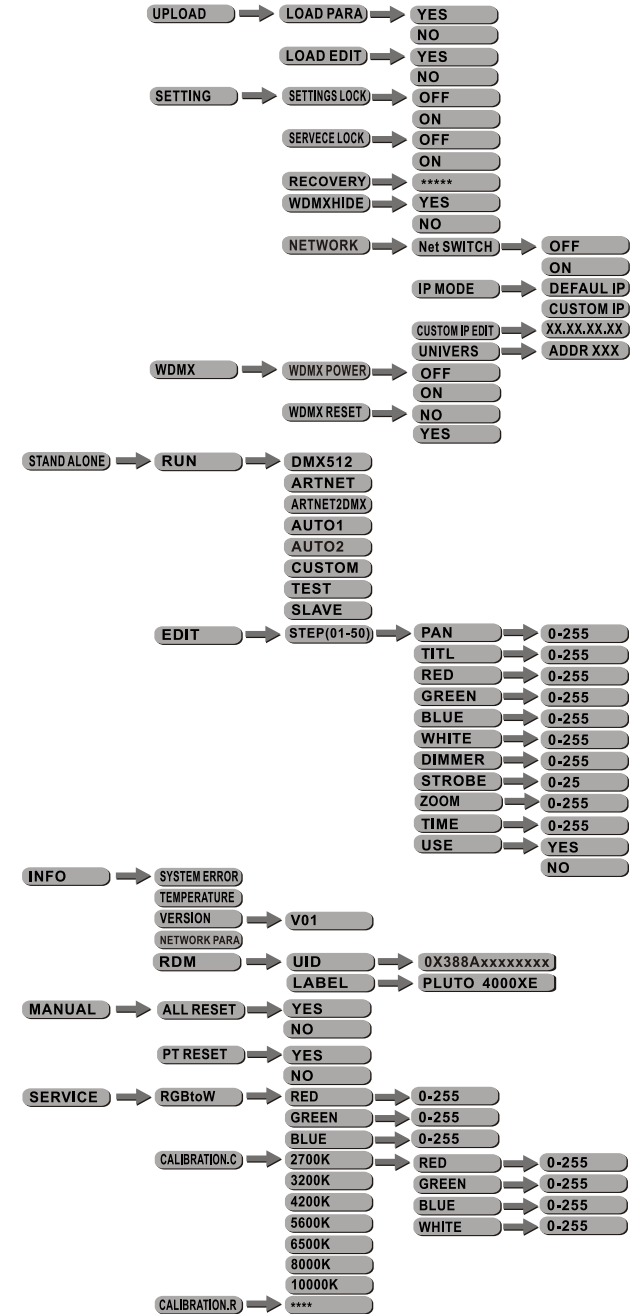 UPLOAD LOAD PARA YES
NO
LOAD EDIT YES
NO
SETTING SETTINGS LOCK OFF
ON
SERVECE LOCK OFF
ON
RECOVERY *****
WDMXHIDE YES
NO
NETWORK Net SWITCH OFF
ON
IP MODE DEFAUL IP
CUSTOM IP
CUSTOM IP EDIT XX.XX.XX.XX
UNIVERS ADDR XXX
WDMX WDMX POWER OFF
ON
WDMX RESET NO
YES
STAND ALONE RUN DMX512
ARTNET
ARTNET2DMX
AUTO1
AUTO2
CUSTOM
TEST
SLAVE
EDIT STEP(01-50) PAN 0-255
TITL 0-255
RED 0-255
GREEN 0-255
BLUE 0-255
WHITE 0-255
DIMMER 0-255
STROBE 0-25
ZOOM 0-255
TIME 0-255
USE YES
NO
INFO SYSTEM ERROR
TEMPERATURE
VERSION V01
NETWORK PARA
RDM UID 0X388Axxxxxxxx
LABEL PLUTO 4000XE
MANUAL ALL RESET YES
NO
PT RESET YES
NO
SERVICE RGBtoW RED 0-255
GREEN 0-255
BLUE 0-255
CALIBRATION.C 2700K RED 0-255
3200K GREEN 0-255
4200K BLUE 0-255
5600K WHITE 0-255
6500K
8000K
10000K
CALIBRATION.R ****